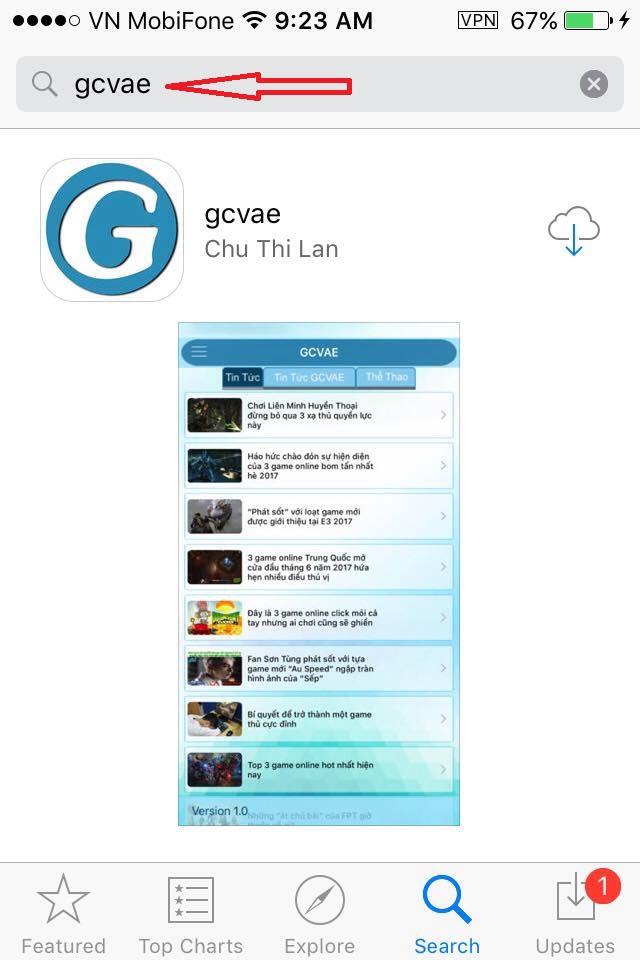 VN MobiFone 9:23 AM VPN 67%
gcvae
G
gcvae
Chu Thi Lan
GCVAE
Tin Tức Tin Tức GCVAE Thể Thao
Chơi Liên Minh Huyền Thoại
đừng bỏ qua 3 xạ thủ quyền lực
này
Háo hức chào đón sự hiện diện
của 3 game online bom tấn nhất
hè 2017
"Phát sốt" với loạt game mới
được giới thiệu tại E3 2017
3 game online Trung Quốc mở
cửa đầu tháng 6 năm 2017 hứa
hẹn nhiều điều thú vị
Đây là 3 game online click mỏi cả
tay nhưng ai chơi cũng sẽ ghiền
Fan Sơn Tùng phát sốt với tựa
game mới "Au Speed" ngập tràn
hình ảnh của "Sếp"
Bí quyết để trở thành một game
thủ cực đỉnh
Top 3 game online hot nhất hiện
nay
Version 1.0
Những "át chủ bài" của FPT giờ
1
Featured Top Charts Explore Search Updates